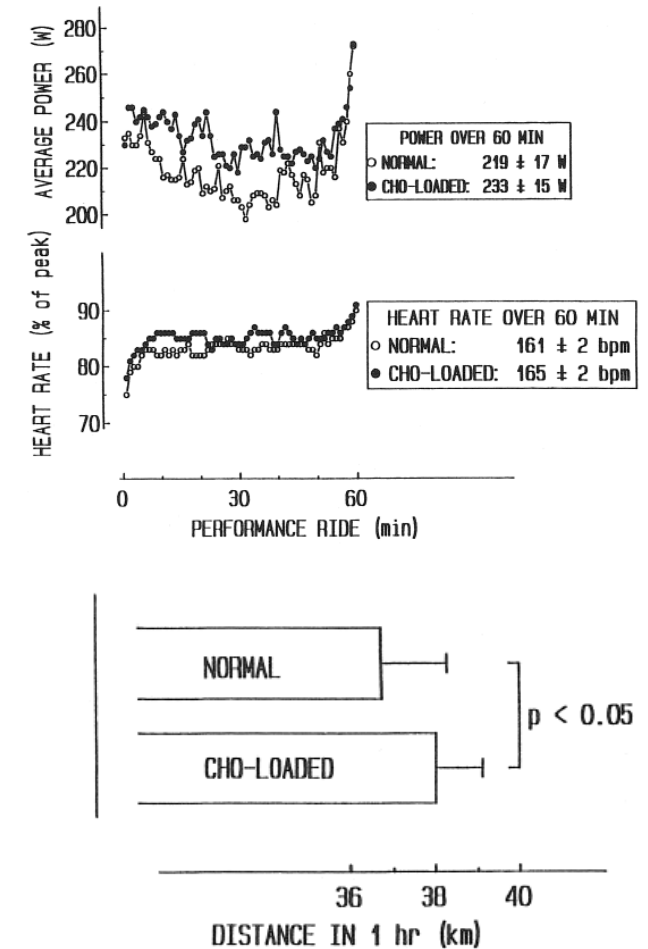 AVERAGE POWER (W)
280
260
240
220
200
POWER OVER 60 MIN
NORMAL: 219 ± 17 W
CHO-LOADED: 233 ± 15 W
HEART RATE (% of peak)
90
80
70
HEART RATE OVER 60 MIN
NORMAL: 161 ± 2 bpm
CHO-LOADED: 165 ± 2 bpm
0 30 60
PERFORMANCE RIDE (min)
NORMAL
CHO-LOADED
p < 0.05
36 38 40
DISTANCE IN 1 hr (km)